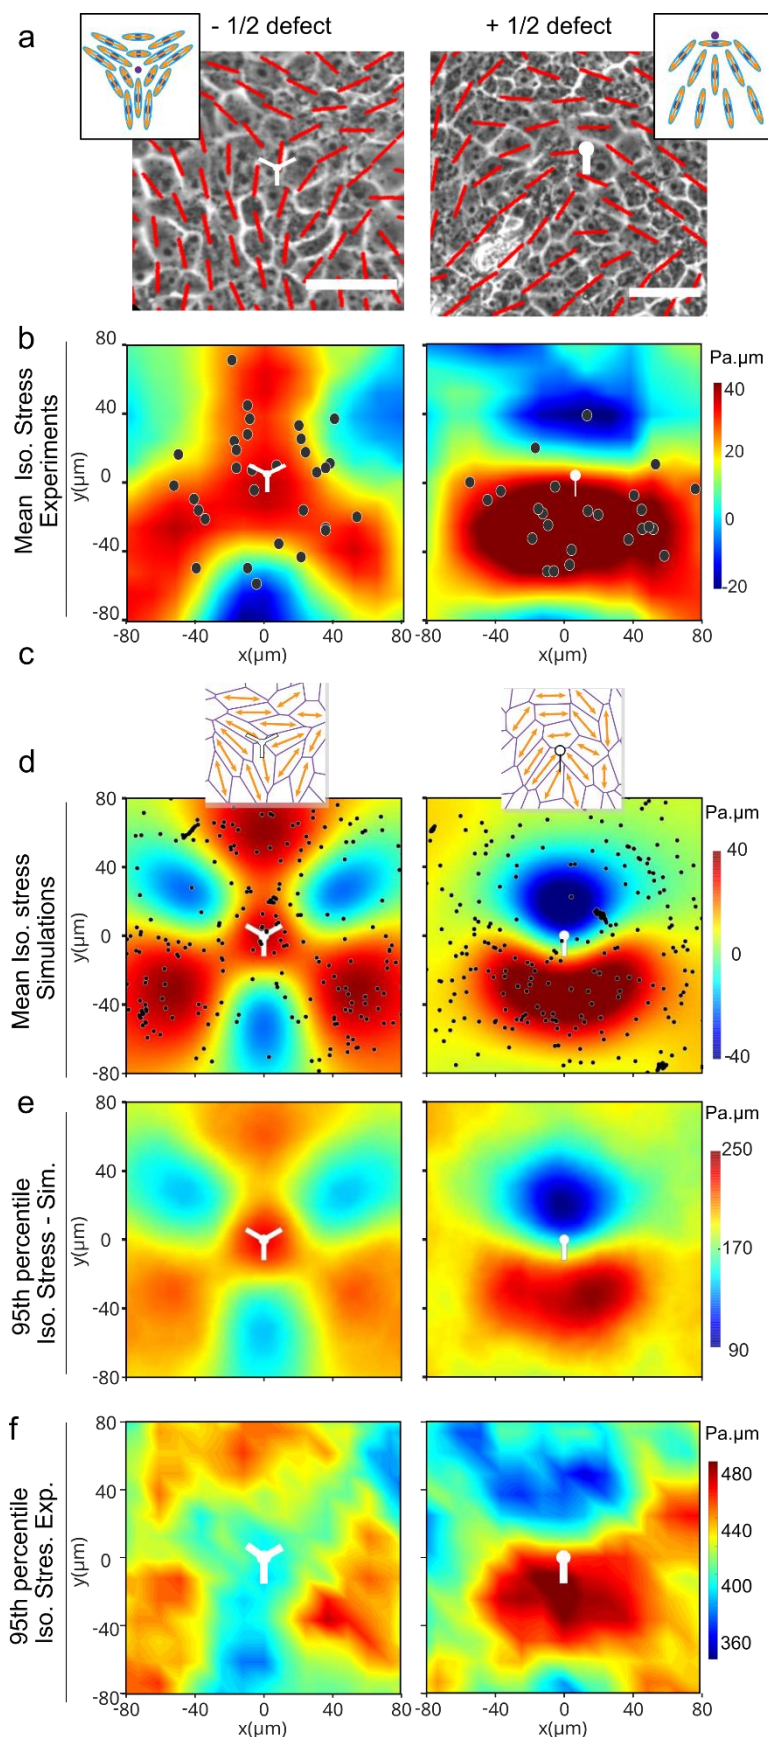 a
- 1/2 defect
+ 1/2 defect
b
Mean Iso. Stress
Experiments
y(μm)
80
40
0
-40
-80
-80
-40
0
40
80
x(μm)
-80
-40
0
40
80
x(μm)
Pa.μm
40
20
0
-20
c
d
Mean Iso. stress
Simulations
y(μm)
80
40
0
-40
-80
Pa.μm
40
0
-40
e
95th percentile
Iso. Stress - Sim.
y(μm)
80
40
0
-40
-80
250
170
90
f
95th percentile
Iso. Stres. Exp.
y(μm)
80
40
0
-40
-80
-80
-40
0
40
80
x(μm)
-80
-40
0
40
80
x(μm)
Pa.μm
480
440
400
360